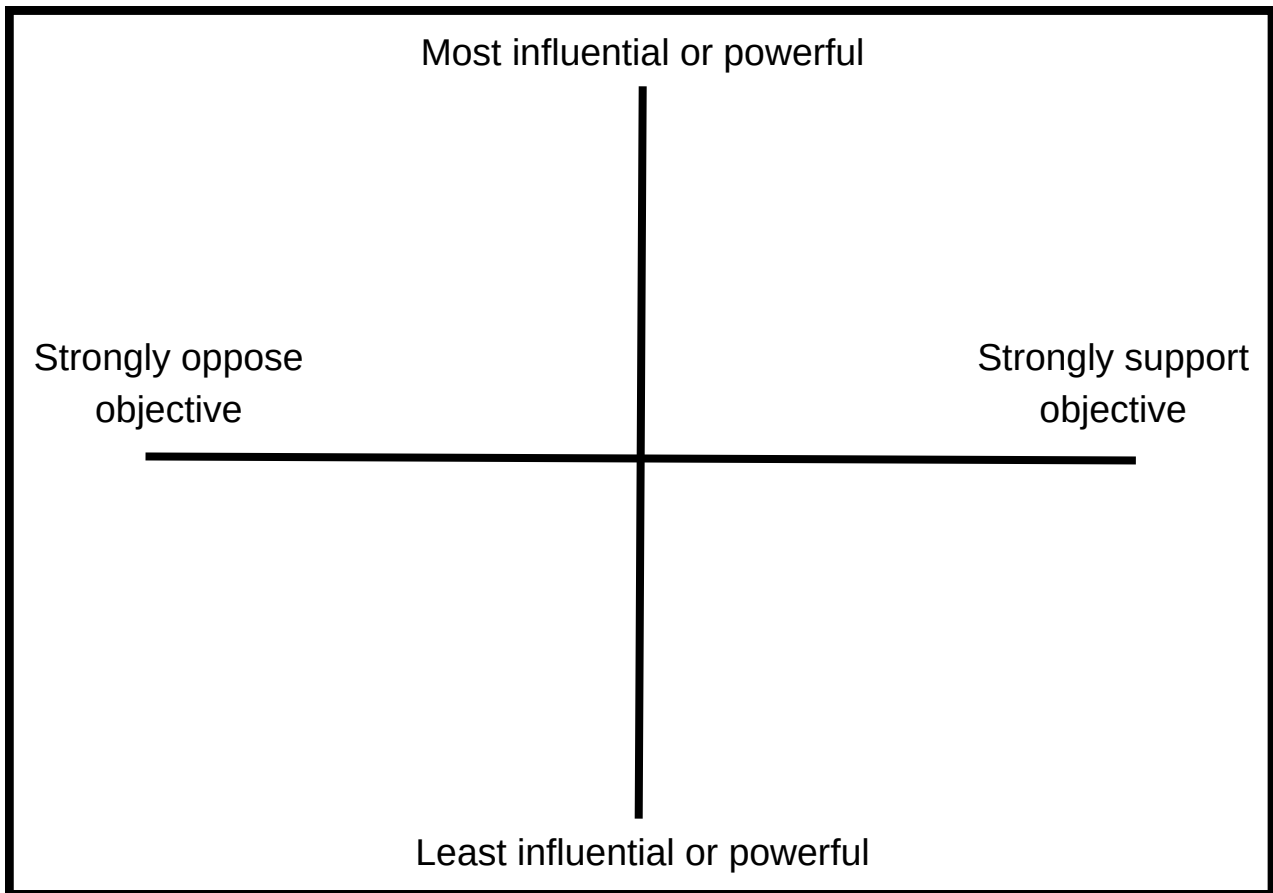 Most influential or powerful
Strongly oppose
objective
Strongly support
objective
Least influential or powerful